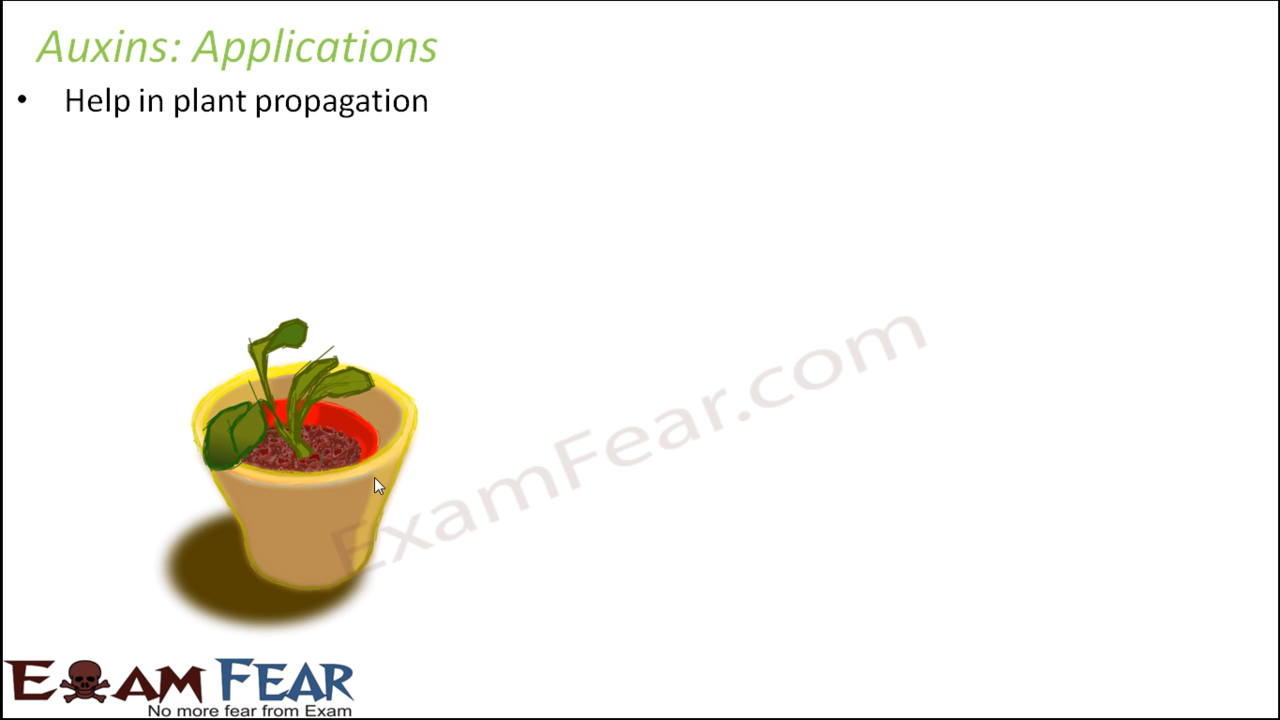 Auxins: Applications
• Help in plant propagation
ExamFear.com
EXAM FEAR
No more fear from Exam